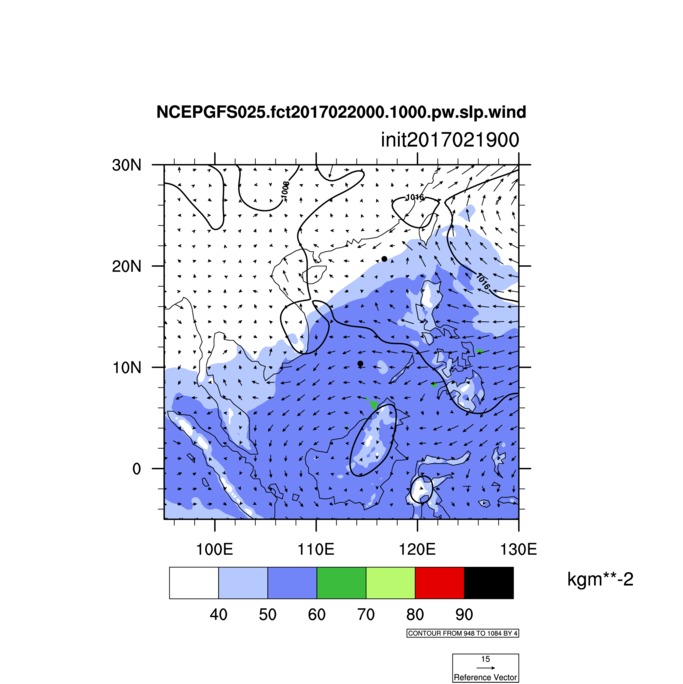 NCEPGFS025.fct2017022000.1000.pw.slp.wind
init2017021900
30N
20N
10N
0
1008
1016
1016
100E
110E
120E
130E
40
50
60
70
80
90
kgm**-2
CONTOUR FROM 948 TO 1084 BY 4
15
Reference Vector